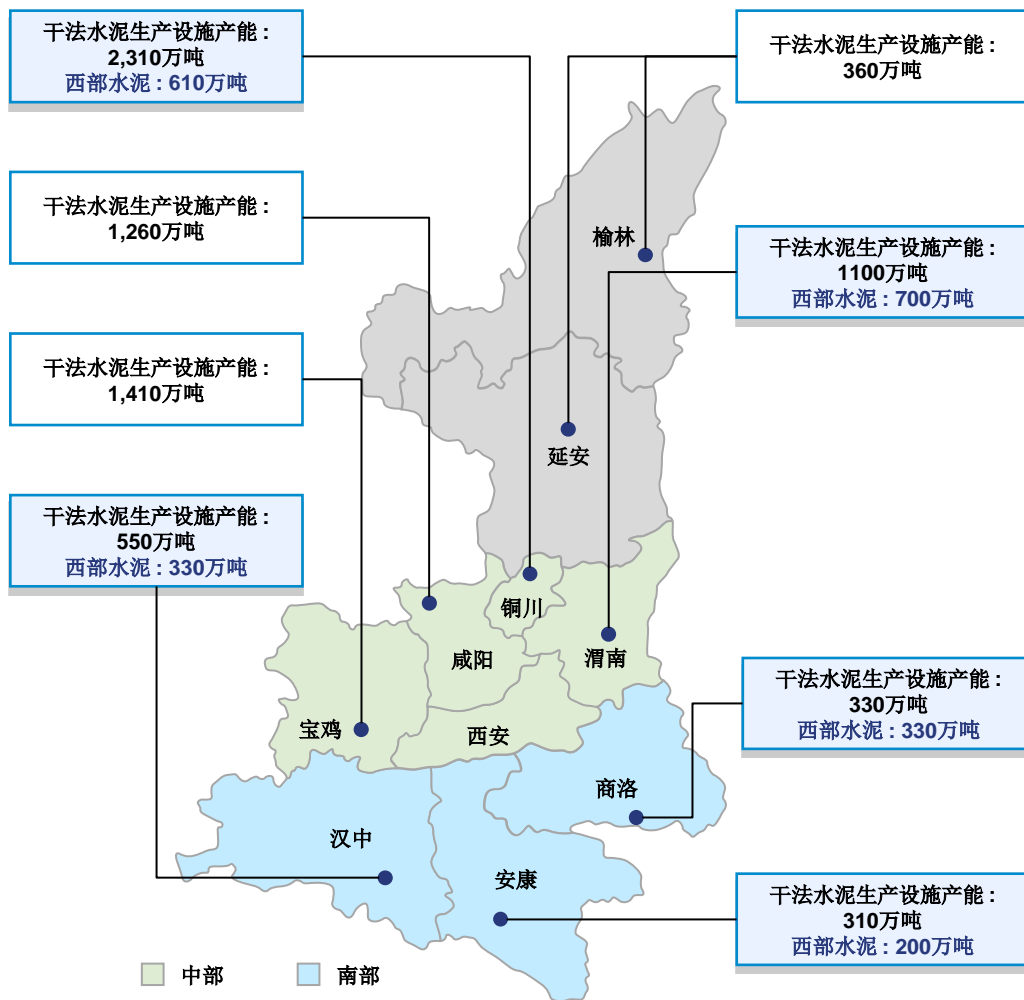 干法水泥生产设施产能 :
2,310万吨
西部水泥 : 610万吨
干法水泥生产设施产能 :
360万吨
干法水泥生产设施产能 :
1,260万吨
榆林
干法水泥生产设施产能 :
1100万吨
西部水泥 : 700万吨
干法水泥生产设施产能 :
1,410万吨
延安
干法水泥生产设施产能 :
550万吨
西部水泥 : 330万吨
铜川
咸阳
渭南
宝鸡
西安
干法水泥生产设施产能 :
330万吨
西部水泥 : 330万吨
商洛
汉中
安康
干法水泥生产设施产能 :
310万吨
西部水泥 : 200万吨
中部
南部